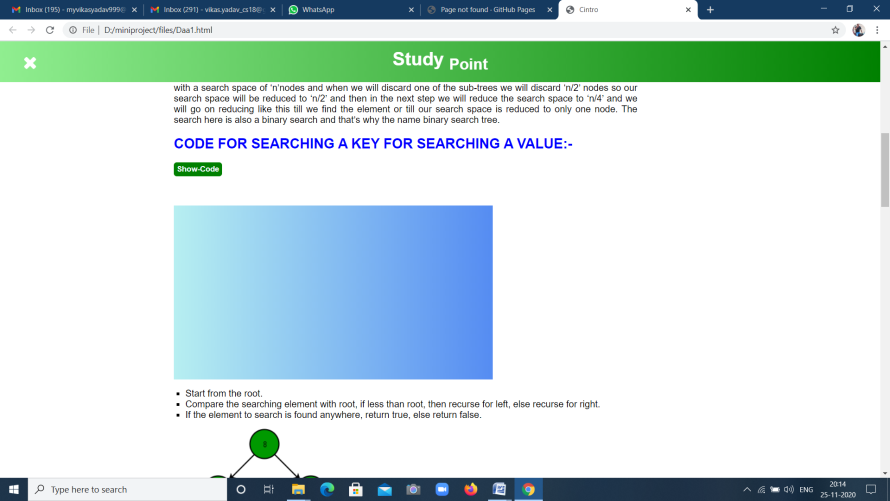 Inbox (195) - myvikasyadav999@
Inbox (291) - vikas.yadav_cs18@
WhatsApp
Page not found · GitHub Pages
Cintro
File | D:/miniproject/files/Daa1.html
Study Point
with a search space of ‘n’nodes and when we will discard one of the sub-trees we will discard ‘n/2’ nodes so our
search space will be reduced to ‘n/2’ and then in the next step we will reduce the search space to ‘n/4’ and we
will go on reducing like this till we find the element or till our search space is reduced to only one node. The
search here is also a binary search and that’s why the name binary search tree.
CODE FOR SEARCHING A KEY FOR SEARCHING A VALUE:-
Show-Code
Start from the root.
Compare the searching element with root, if less than root, then recurse for left, else recurse for right.
If the element to search is found anywhere, return true, else return false.
Type here to search
ENG
20:14
25-11-2020